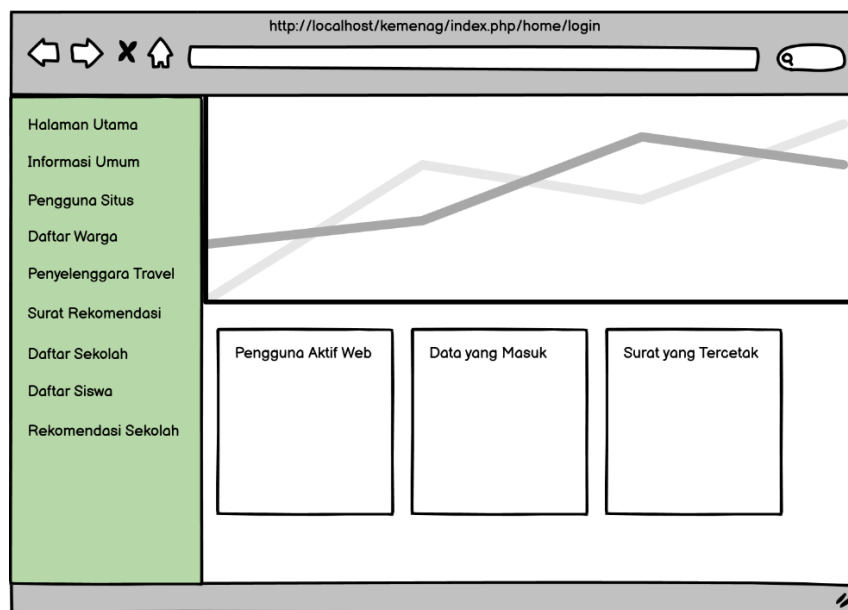 http://localhost/kemenag/index.php/home/login
Halaman Utama
Informasi Umum
Pengguna Situs
Daftar Warga
Penyelenggara Travel
Surat Rekomendasi
Daftar Sekolah
Daftar Siswa
Rekomendasi Sekolah
Pengguna Aktif Web
Data yang Masuk
Surat yang Tercetak